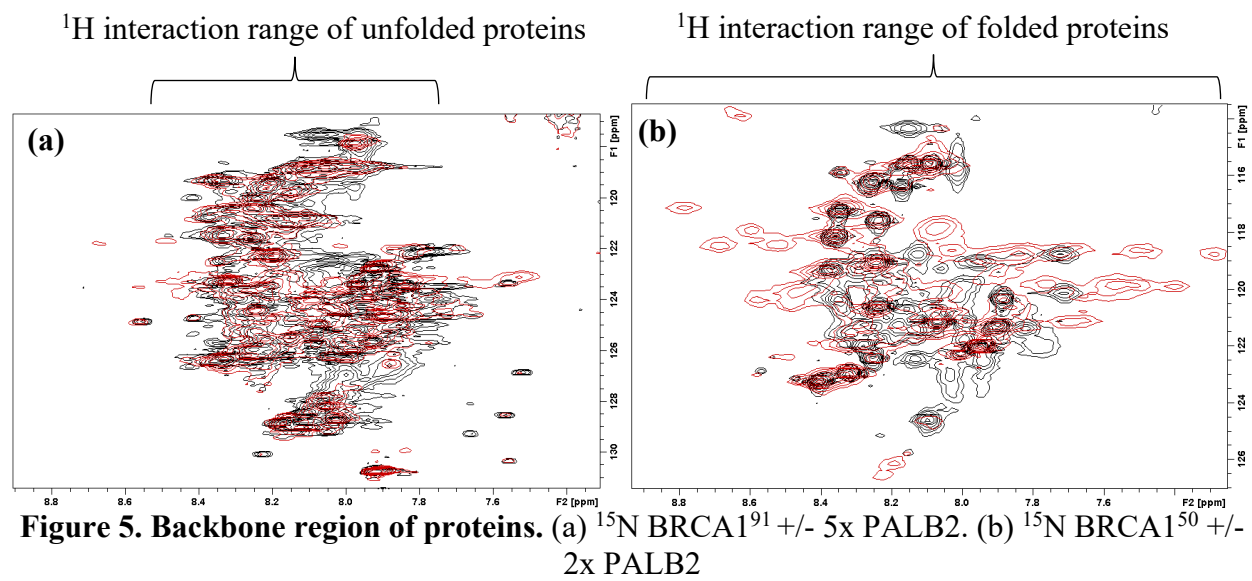 ¹H interaction range of unfolded proteins
¹H interaction range of folded proteins
(a)
F1 [ppm]
120
122
124
126
128
130
8.8 8.6 8.4 8.2 8.0 7.8 7.6 F2 [ppm]
(b)
F1 [ppm]
116
118
120
122
124
126
8.8 8.6 8.4 8.2 8.0 7.8 7.6 F2 [ppm]
Figure 5. Backbone region of proteins. (a) ¹⁵N BRCA1⁹¹ +/- 5x PALB2. (b) ¹⁵N BRCA1⁵⁰ +/-
2x PALB2